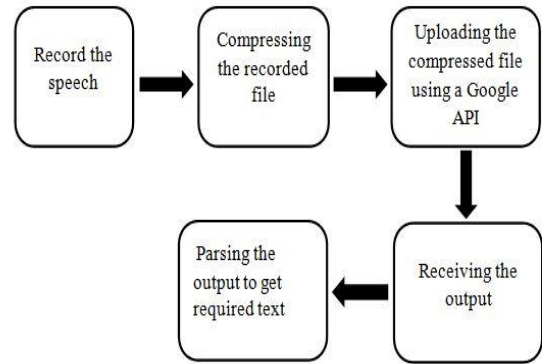 Record the
speech
Compressing
the recorded
file
Uploading the
compressed file
using a Google
API
Receiving the
output
Parsing the
output to get
required text